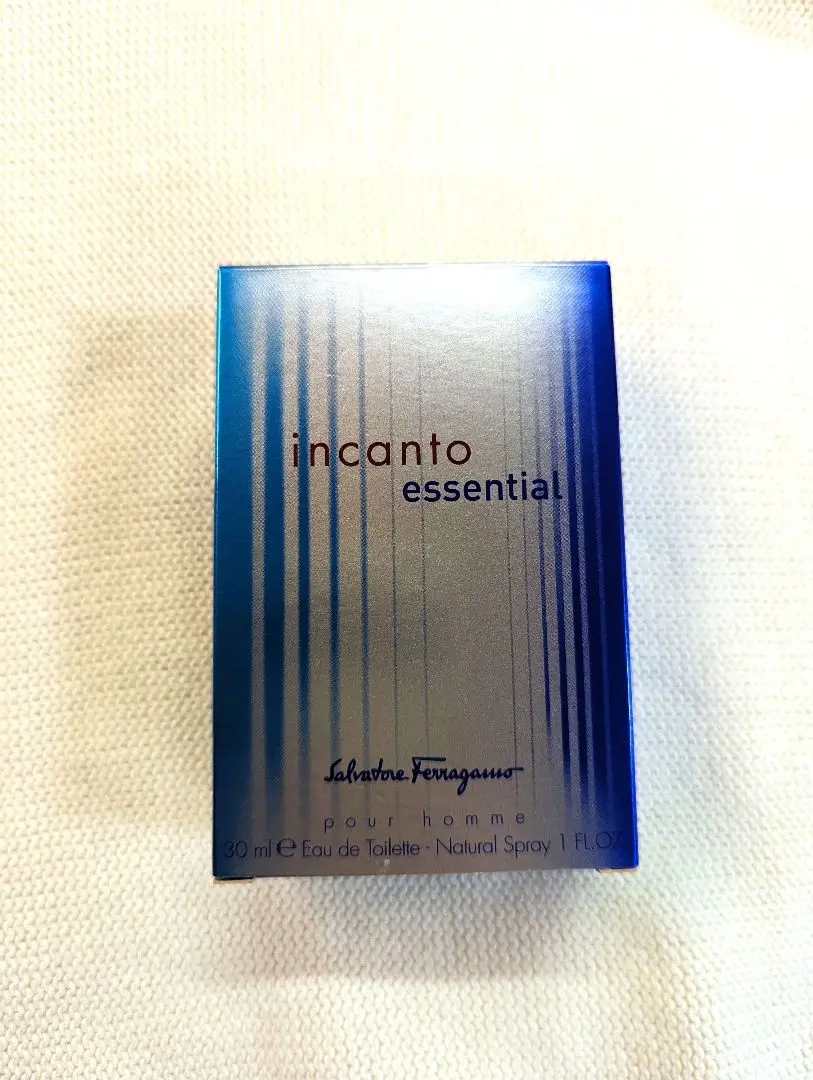 incanto
essential
Salvatore Ferragamo
pour homme
30 ml ℮ Eau de Toilette - Natural Spray 1 FL.OZ